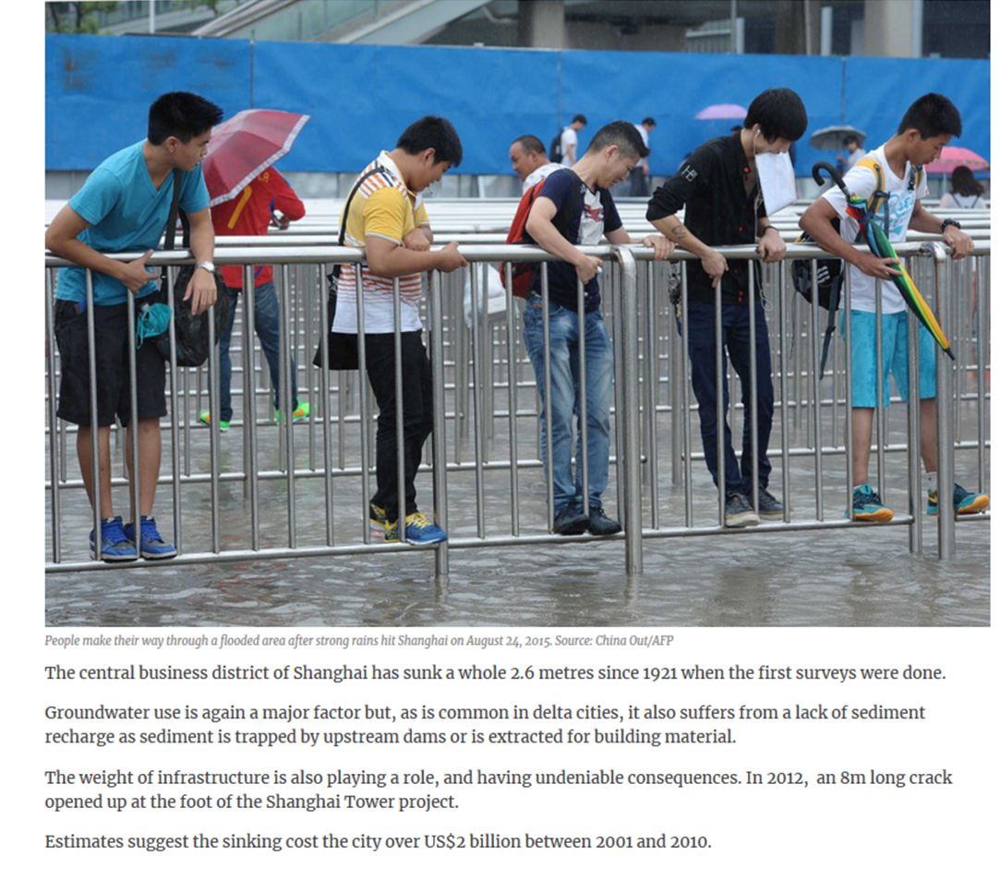 People make their way through a flooded area after strong rains hit Shanghai on August 24, 2015. Source: China Out/AFP
The central business district of Shanghai has sunk a whole 2.6 metres since 1921 when the first surveys were done.
Groundwater use is again a major factor but, as is common in delta cities, it also suffers from a lack of sediment
recharge as sediment is trapped by upstream dams or is extracted for building material.
The weight of infrastructure is also playing a role, and having undeniable consequences. In 2012,  an 8m long crack
opened up at the foot of the Shanghai Tower project.
Estimates suggest the sinking cost the city over US$2 billion between 2001 and 2010.